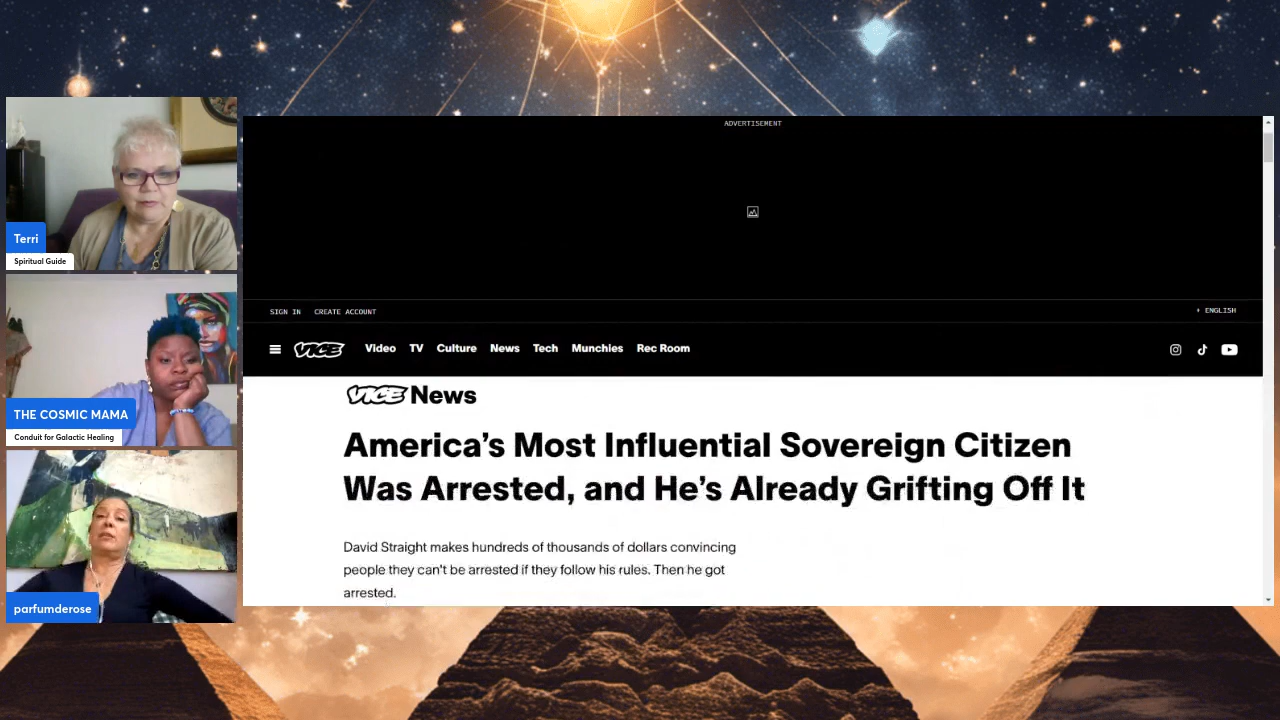 Terri
Spiritual Guide
THE COSMIC MAMA
Conduit for Galactic Healing
parfumderose
ADVERTISEMENT
SIGN IN CREATE ACCOUNT
ENGLISH
VICE Video TV Culture News Tech Munchies Rec Room
VICE News
America's Most Influential Sovereign Citizen
Was Arrested, and He's Already Grifting Off It
David Straight makes hundreds of thousands of dollars convincing
people they can't be arrested if they follow his rules. Then he got
arrested.